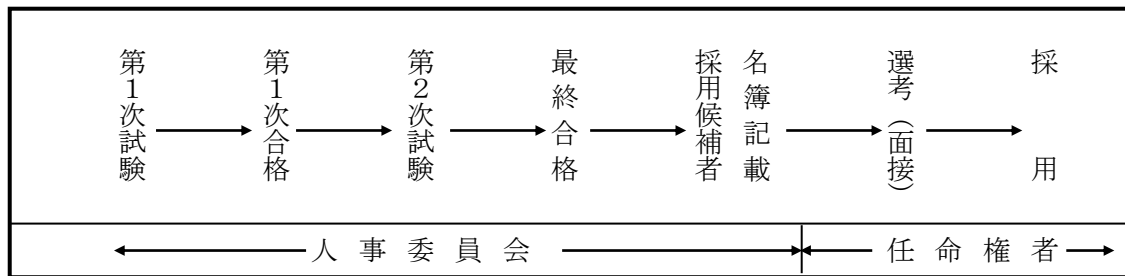 第1次試験
第1次合格
第2次試験
最終合格
採用候補者
名簿記載
選考（面接）
採用
人事委員会
任命権者